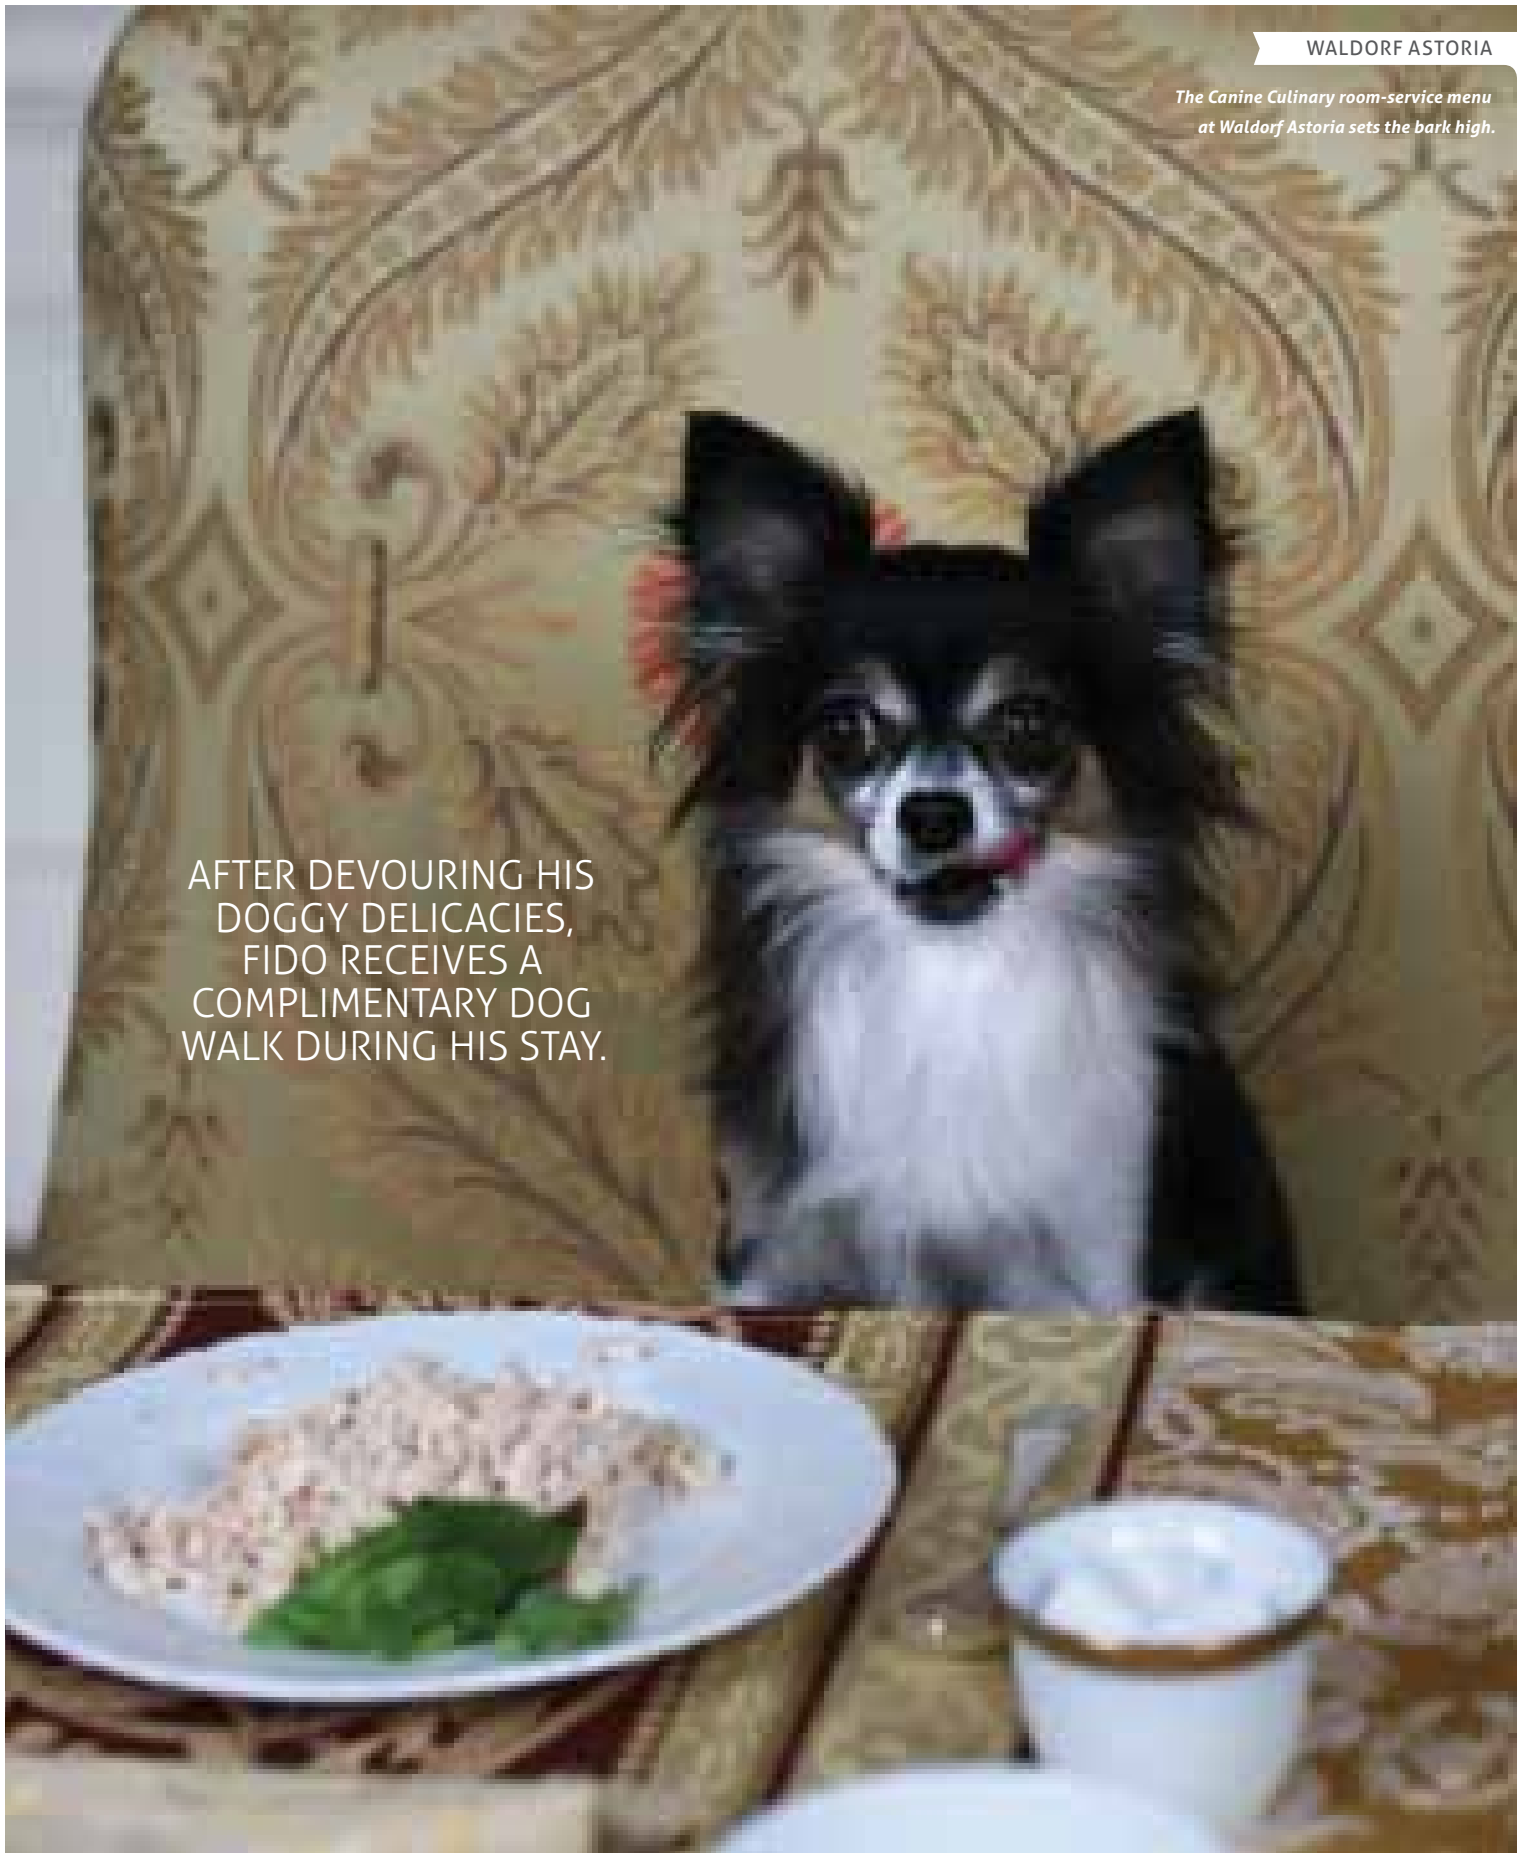 WALDORF ASTORIA
The Canine Culinary room-service menu
at Waldorf Astoria sets the bark high.
AFTER DEVOURING HIS
DOGGY DELICACIES,
FIDO RECEIVES A
COMPLIMENTARY DOG
WALK DURING HIS STAY.